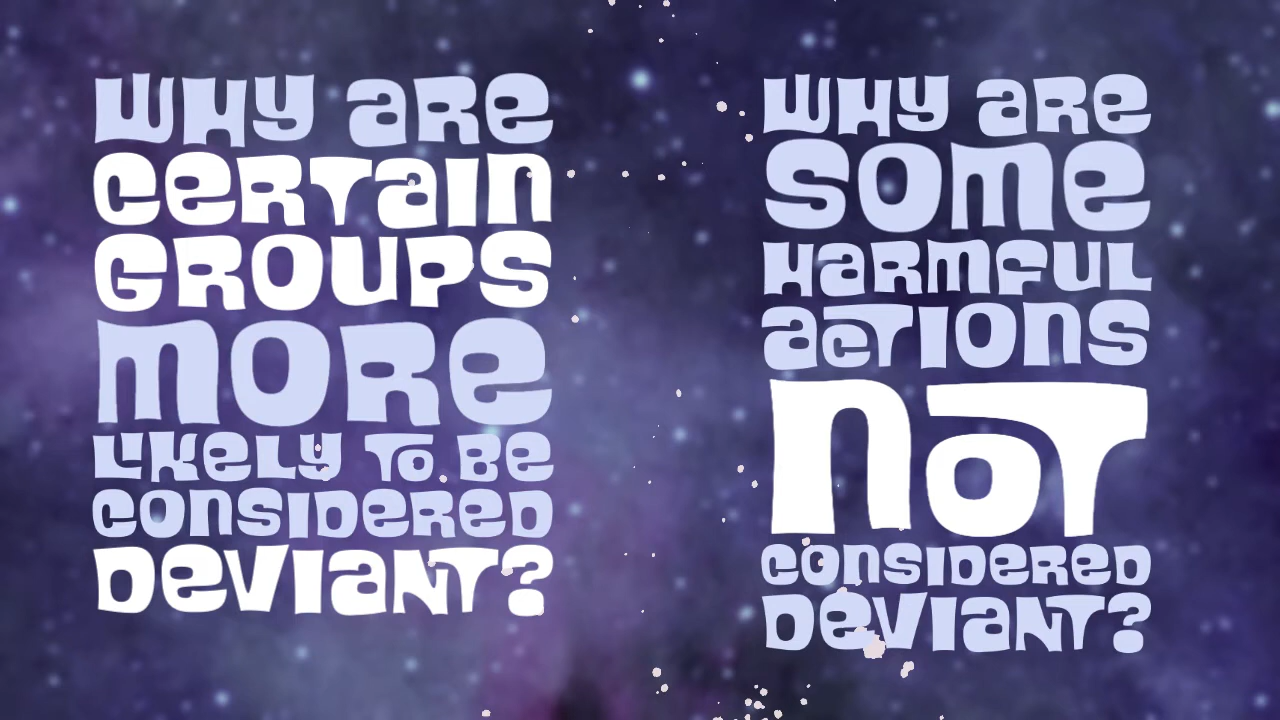 WHY ARE
CERTAIN
GROUPS
MORE
LIKELY TO BE
CONSIDERED
DEVIANT?
WHY ARE
SOME
HARMFUL
ACTIONS
NOT
CONSIDERED
DEVIANT?